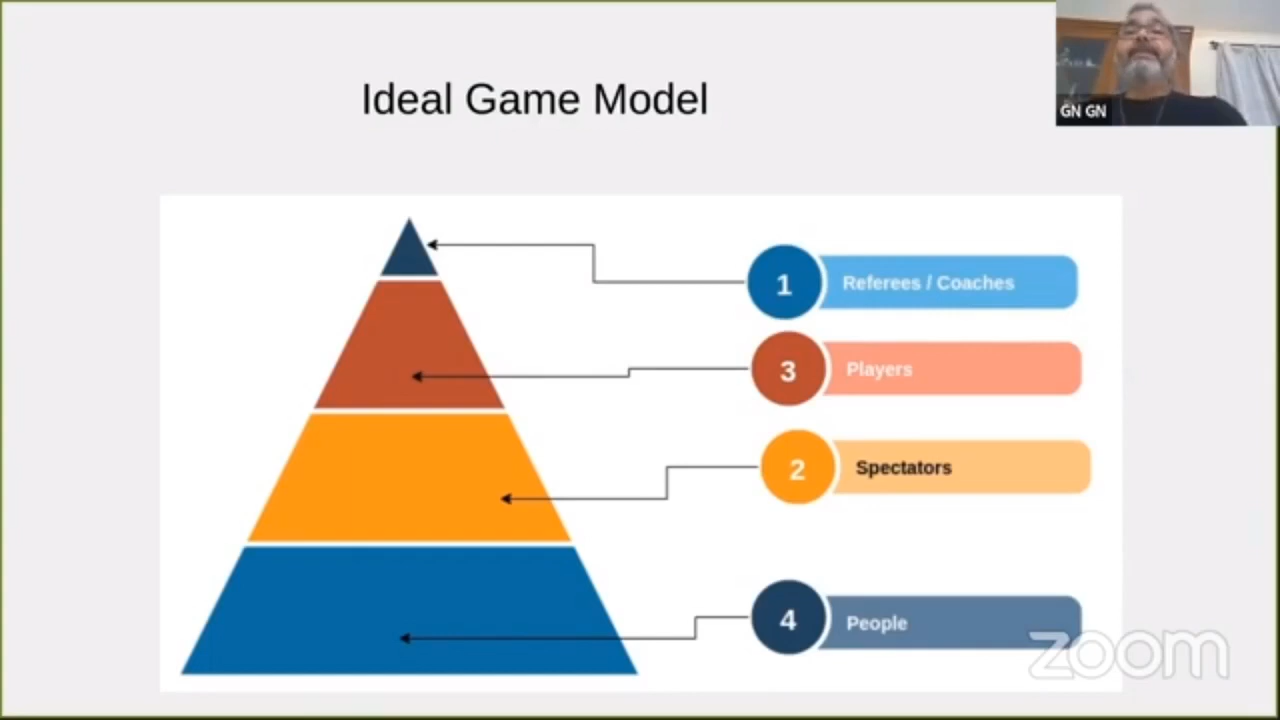 Ideal Game Model
GN GN
1 Referees / Coaches
3 Players
2 Spectators
4 People
zoom